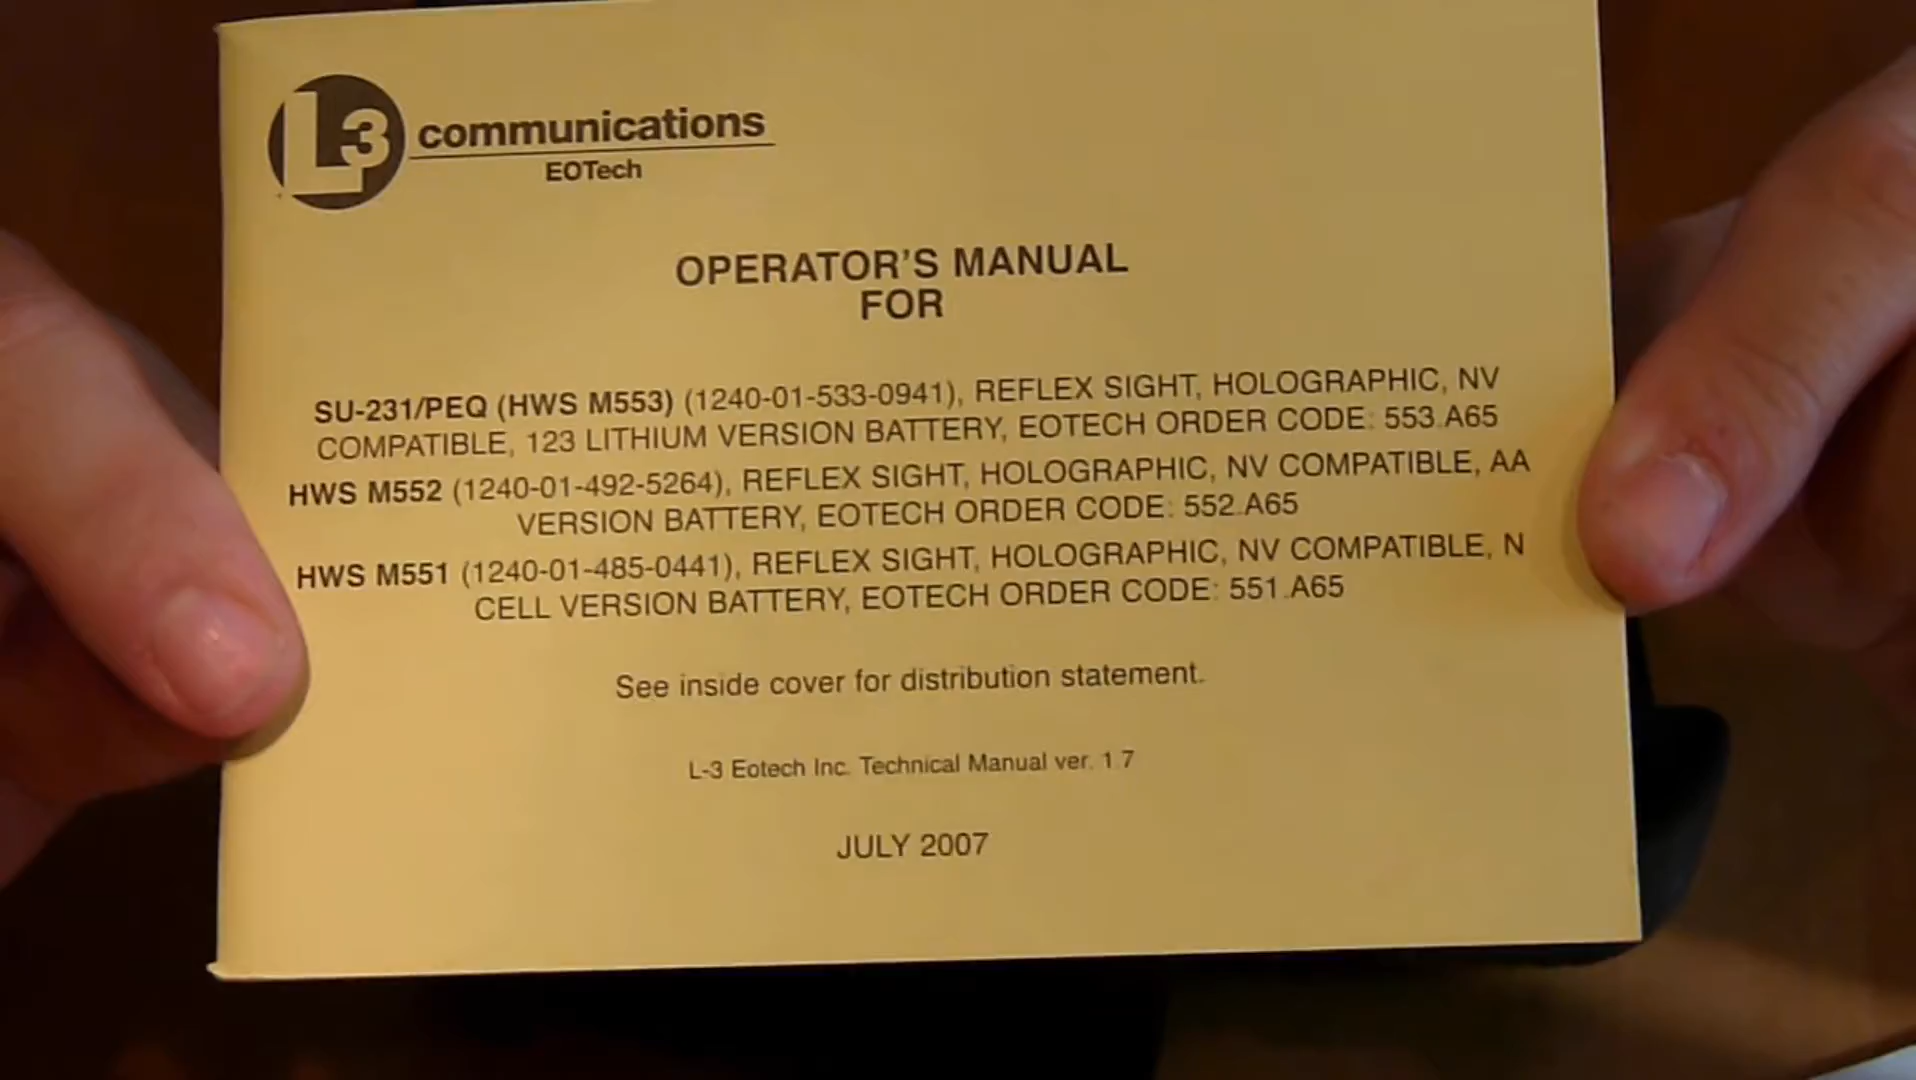 L3 communications
EOTech
OPERATOR'S MANUAL
FOR
SU-231/PEQ (HWS M553) (1240-01-533-0941), REFLEX SIGHT, HOLOGRAPHIC, NV
COMPATIBLE, 123 LITHIUM VERSION BATTERY, EOTECH ORDER CODE: 553.A65
HWS M552 (1240-01-492-5264), REFLEX SIGHT, HOLOGRAPHIC, NV COMPATIBLE, AA
VERSION BATTERY, EOTECH ORDER CODE: 552.A65
HWS M551 (1240-01-485-0441), REFLEX SIGHT, HOLOGRAPHIC, NV COMPATIBLE, N
CELL VERSION BATTERY, EOTECH ORDER CODE: 551.A65
See inside cover for distribution statement.
L-3 Eotech Inc. Technical Manual ver. 1.7
JULY 2007